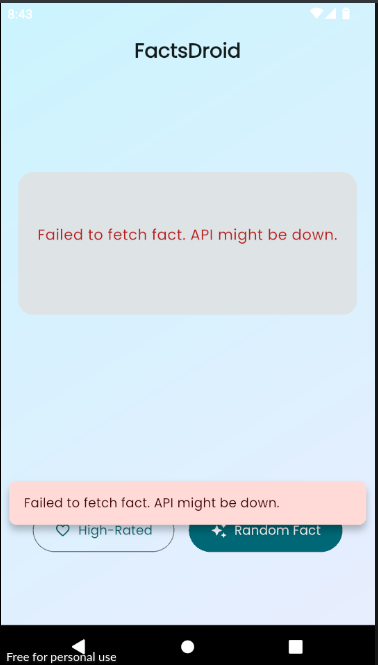 8:43
FactsDroid
Failed to fetch fact. API might be down.
Failed to fetch fact. API might be down.
High-Rated
Random Fact
Free for personal use